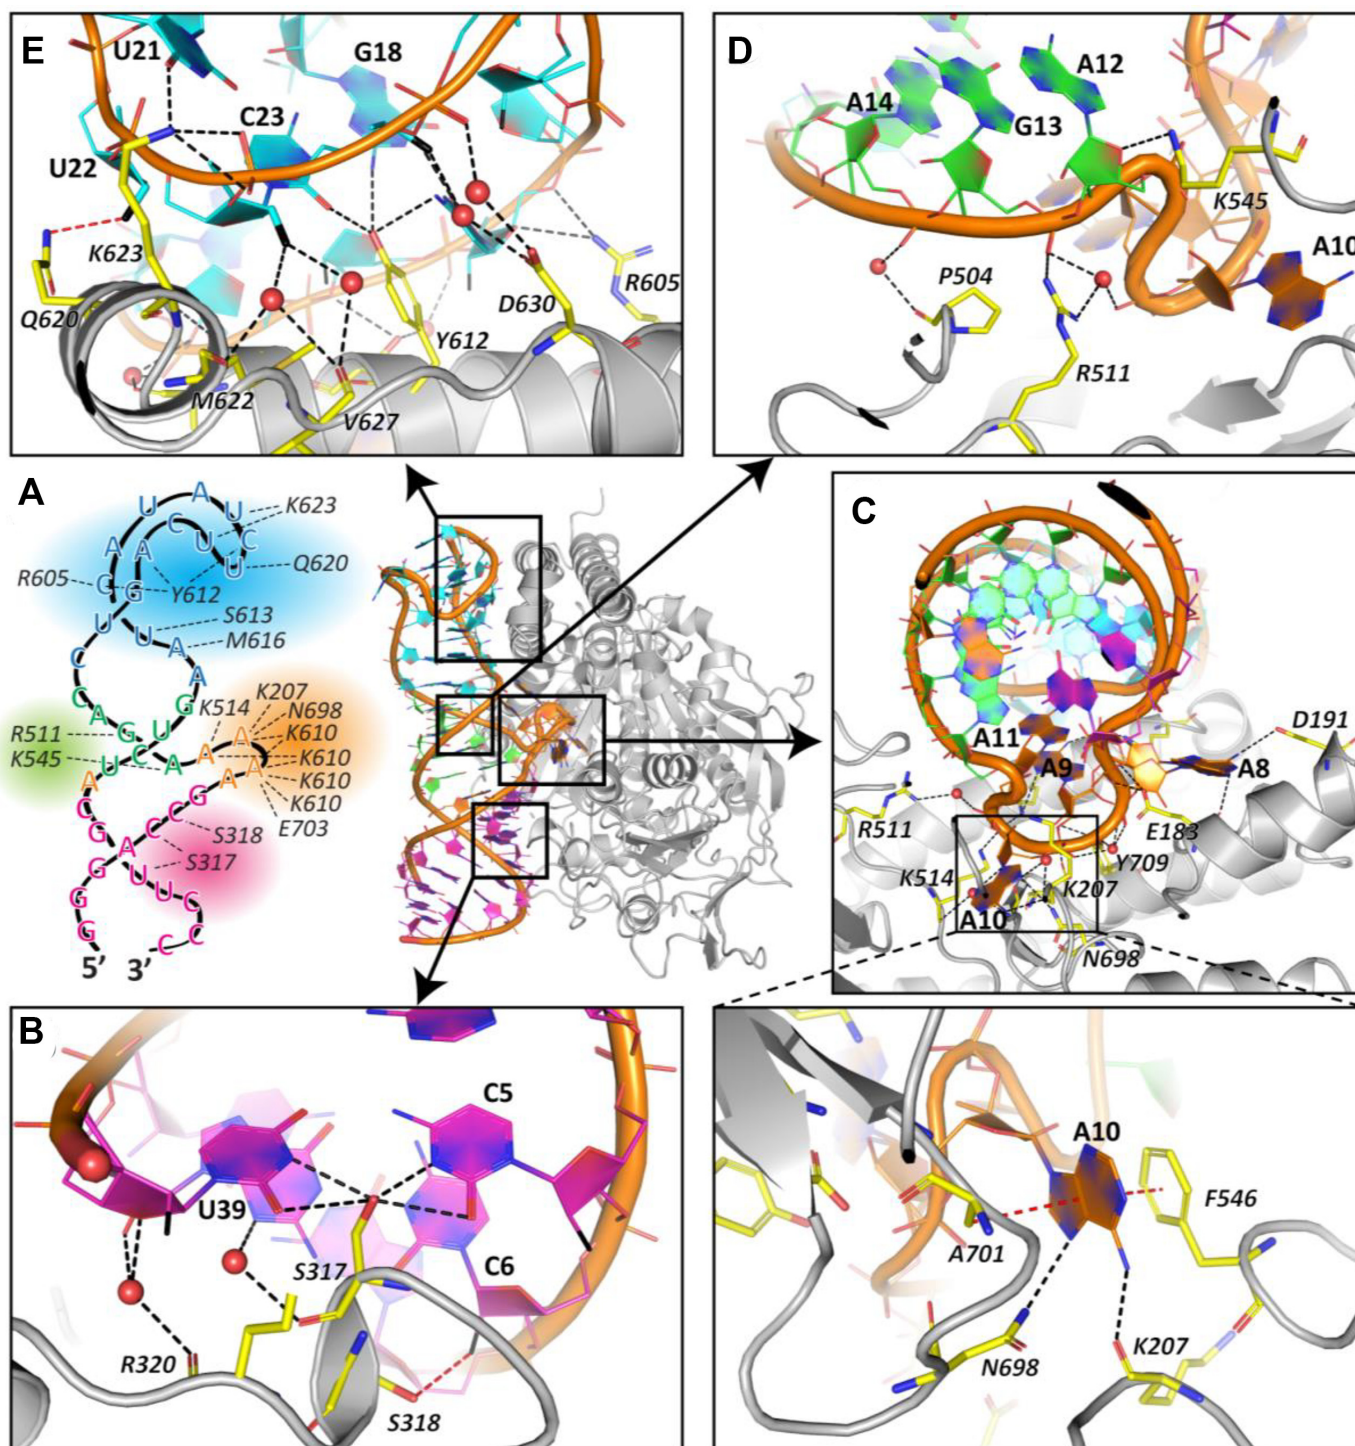 E
U21
G18
C23
U22
K623
Q620
M622
V627
Y612
D630
R605
D
A14
A12
G13
K545
A10
P504
R511
A
U A U
A A C U C
C G U U
U U A
C A
C G
A G U
U C A A A
A A A
G C G
G C
G A C
G U
G U U
G C
G C C
K623
Q620
R605
Y612
S613
M616
K207
K514
N698
R511
K610
K545
K610
K610
K610
E703
S318
S317
5’ 3’
C
A11
A9
A8
D191
R511
E183
Y709
K514
K207
A10
N698
B
C5
U39
C6
S317
R320
S318
A10
F546
A701
N698
K207